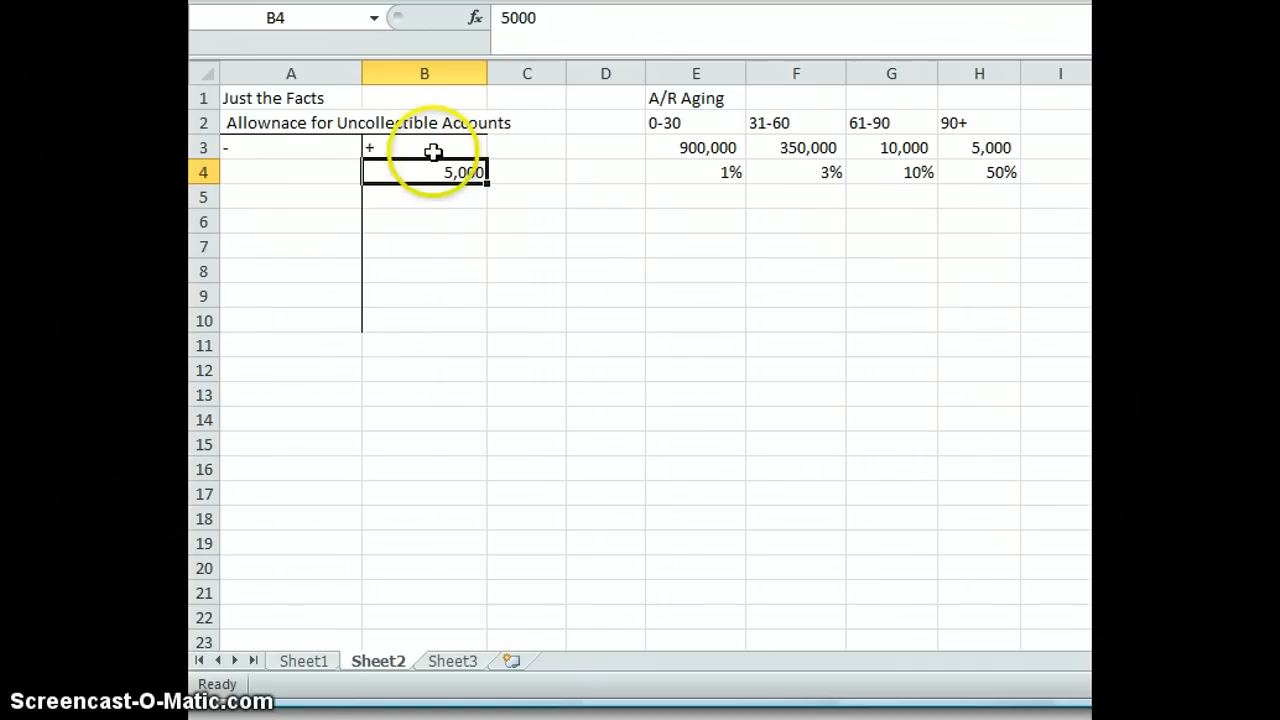 B4 fx 5000
A B C D E F G H I
1 Just the Facts A/R Aging
2 Allownace for Uncollectible Accounts 0-30 31-60 61-90 90+
3 - + 900,000 350,000 10,000 5,000
4 5,000 1% 3% 10% 50%
5
6
7
8
9
10
11
12
13
14
15
16
17
18
19
20
21
22
23
Sheet1 Sheet2 Sheet3
Ready
Screencast-O-Matic.com